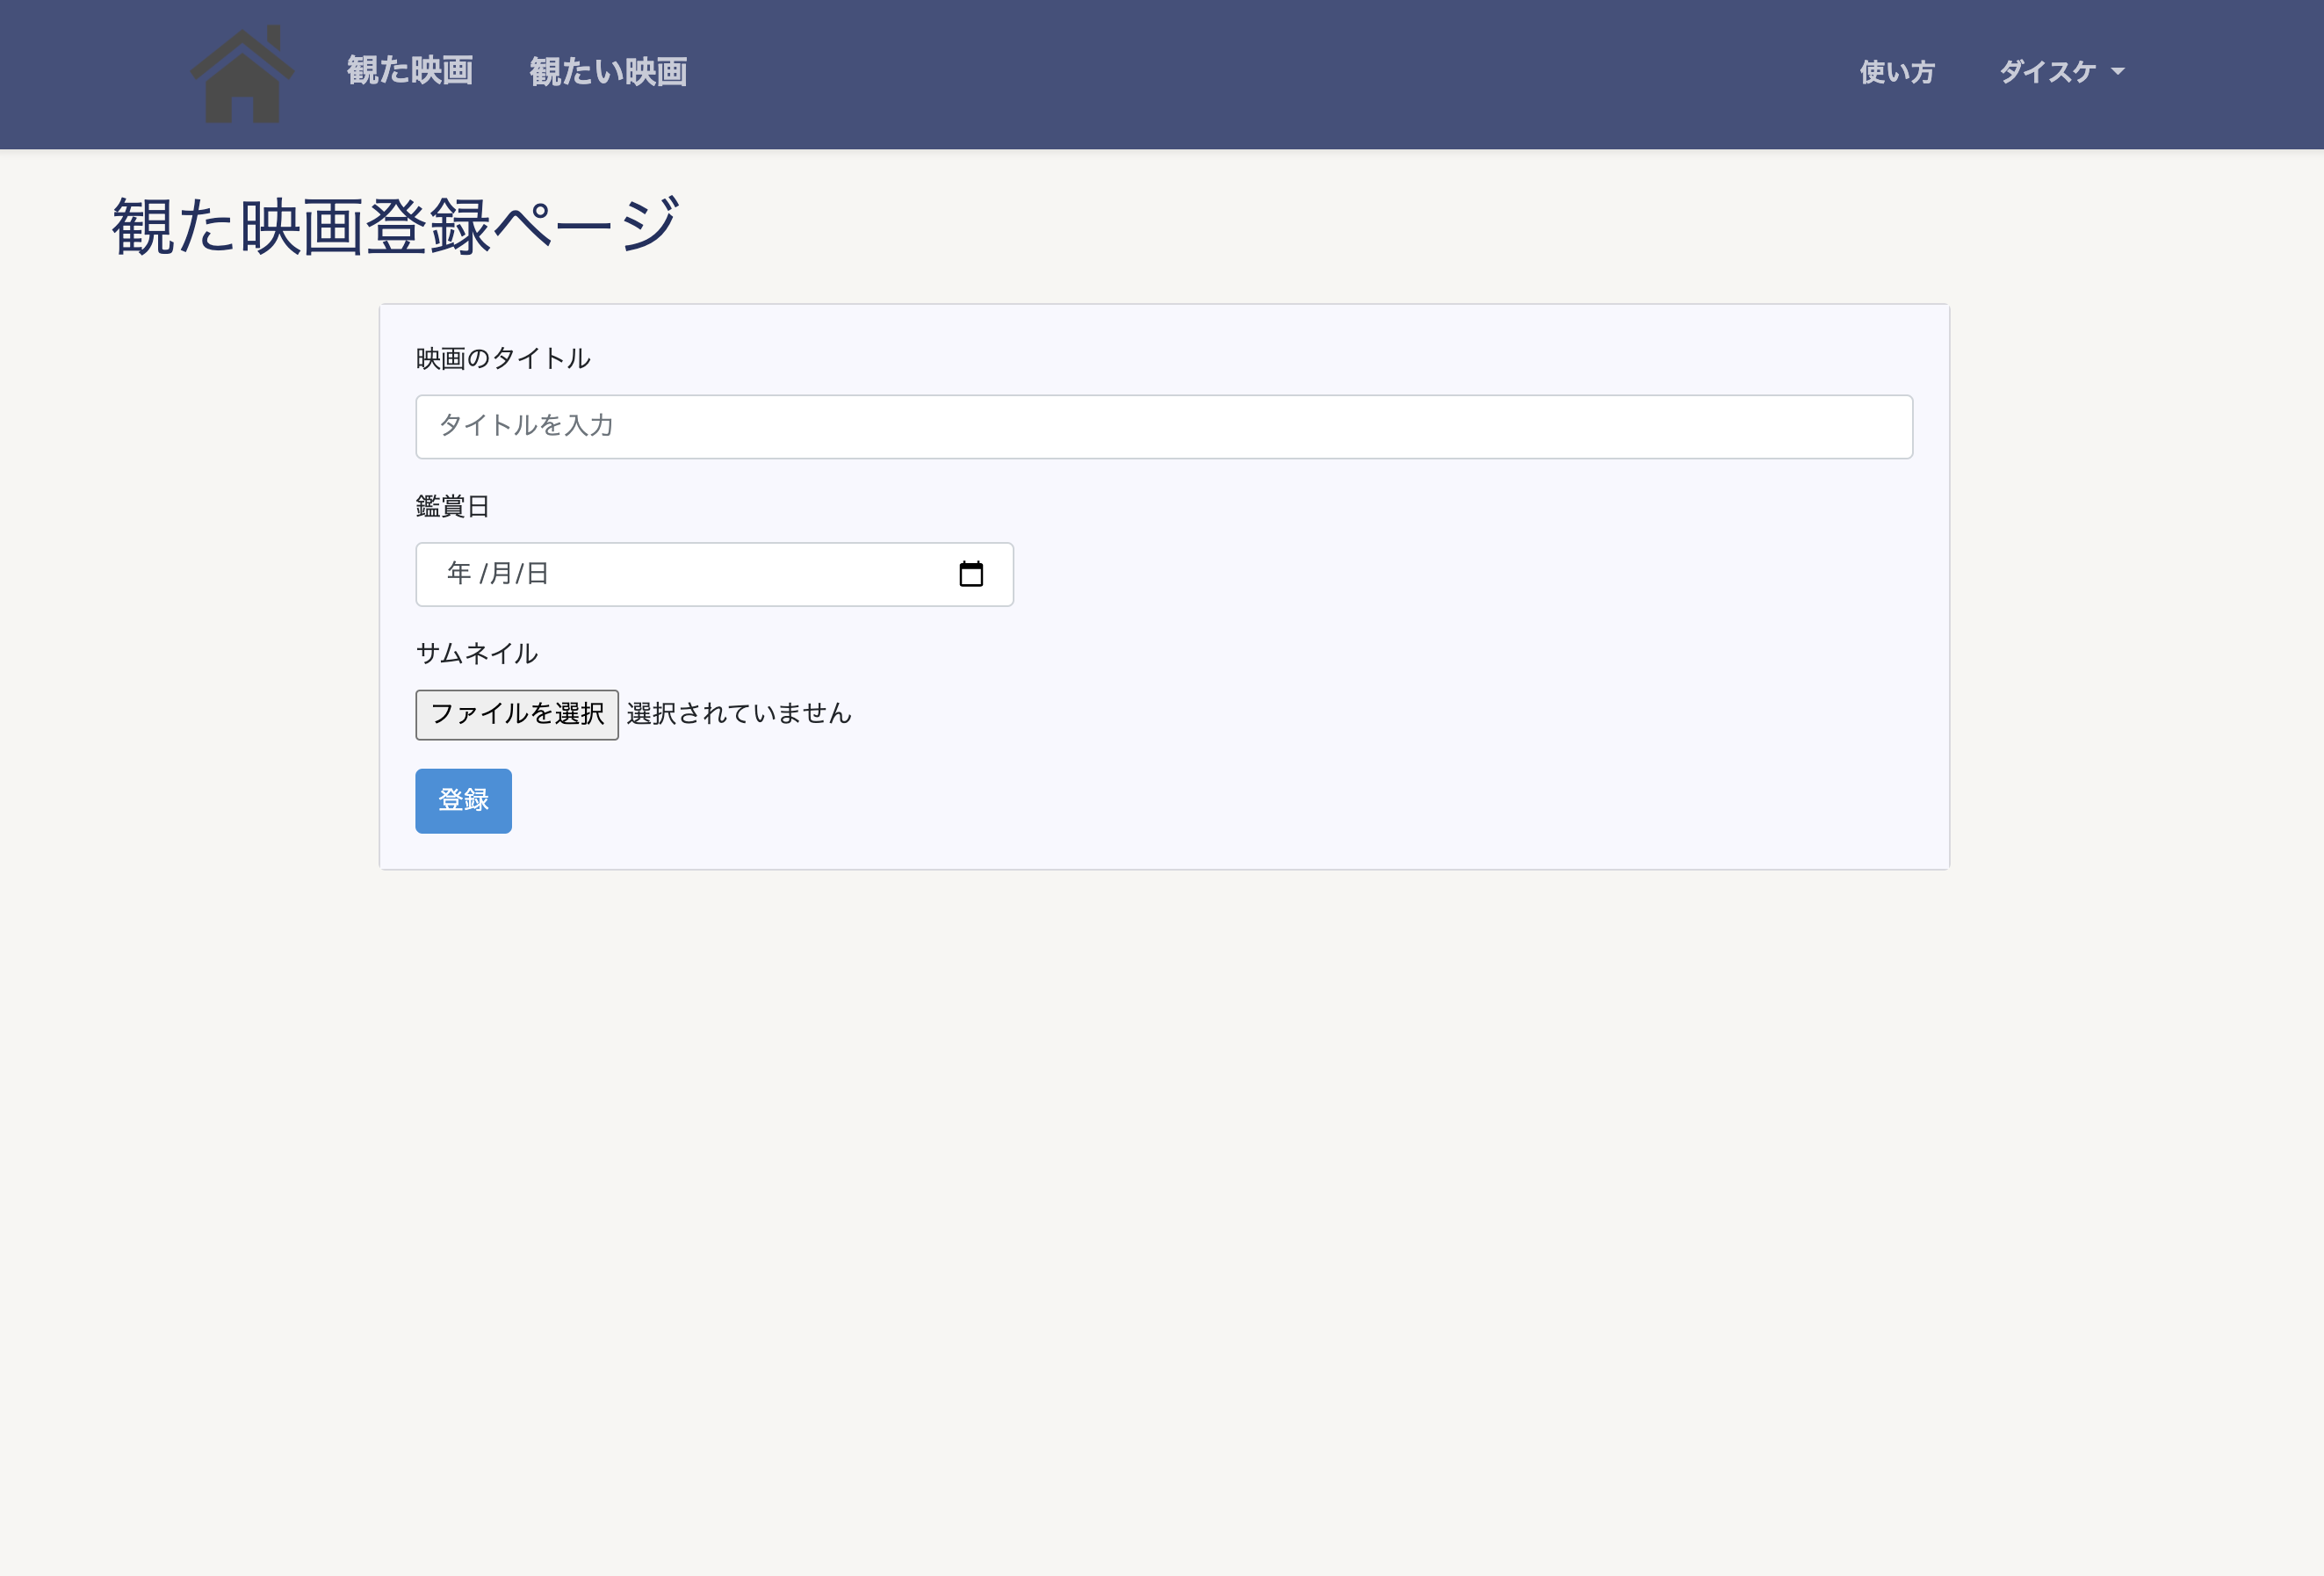 観た映画 観たい映画 使い方 ダイスケ
観た映画登録ページ
映画のタイトル
タイトルを入力
鑑賞日
年 /月/日
サムネイル
ファイルを選択 選択されていません
登録